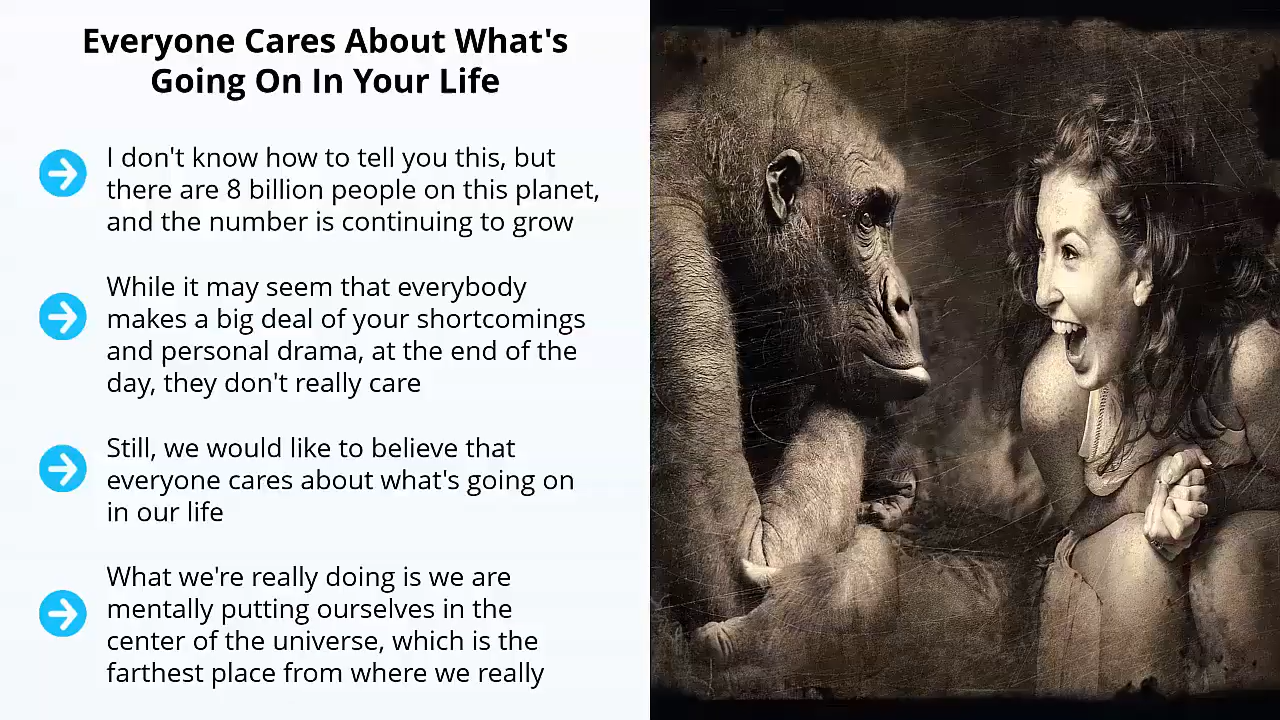 Everyone Cares About What's
Going On In Your Life
I don't know how to tell you this, but
there are 8 billion people on this planet,
and the number is continuing to grow
While it may seem that everybody
makes a big deal of your shortcomings
and personal drama, at the end of the
day, they don't really care
Still, we would like to believe that
everyone cares about what's going on
in our life
What we're really doing is we are
mentally putting ourselves in the
center of the universe, which is the
farthest place from where we really